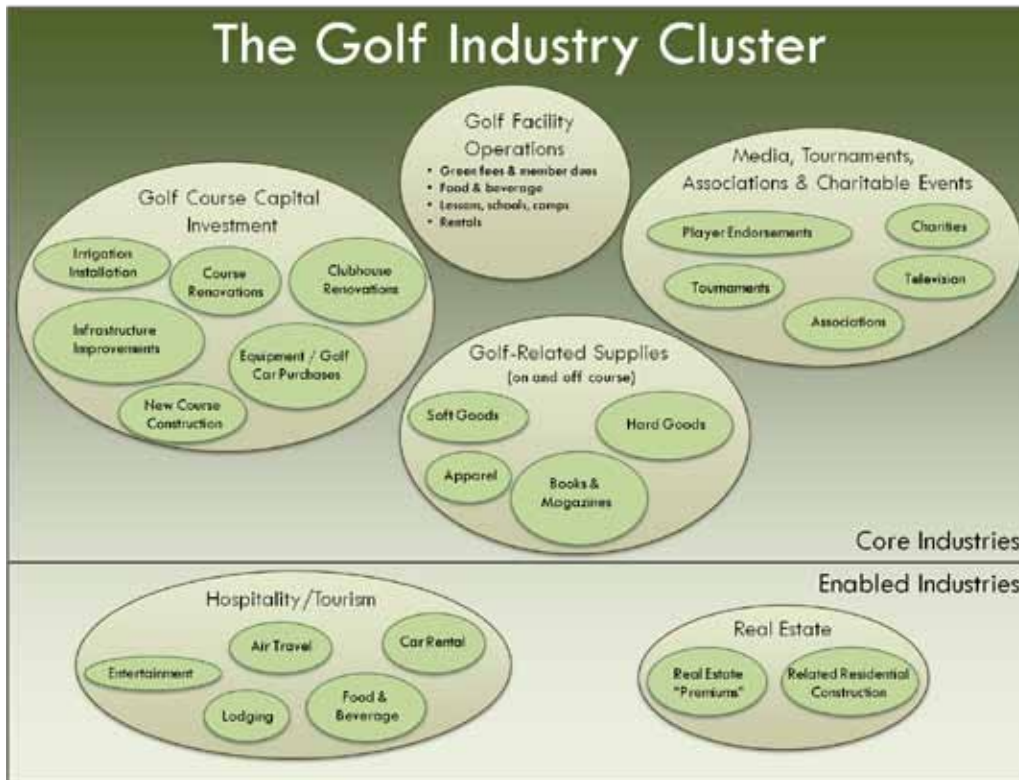 The Golf Industry Cluster
Golf Facility
Operations
• Green fees & member dues
• Food & beverage
• Lessons, schools, camps
• Rentals
Golf Course Capital
Investment
Irrigation
Installation
Course
Renovations
Clubhouse
Renovations
Infrastructure
Improvements
Equipment / Golf
Car Purchases
New Course
Construction
Media, Tournaments,
Associations & Charitable Events
Player Endorsements
Charities
Tournaments
Television
Associations
Golf-Related Supplies
(on and off course)
Soft Goods
Hard Goods
Apparel
Books &
Magazines
Core Industries
Enabled Industries
Hospitality/Tourism
Air Travel
Car Rental
Entertainment
Lodging
Food &
Beverage
Real Estate
Real Estate
"Premiums"
Related Residential
Construction